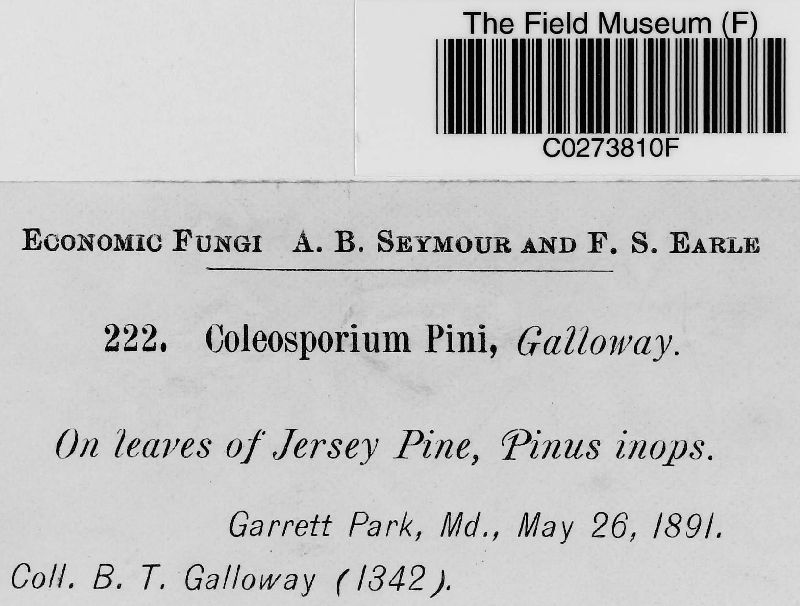 The Field Museum (F)
C0273810F
ECONOMIC FUNGI A. B. SEYMOUR AND F. S. EARLE
222. Coleosporium Pini, Galloway.
On leaves of Jersey Pine, Pinus inops.
Garrett Park, Md., May 26, 1891.
Coll. B. T. Galloway (1342).